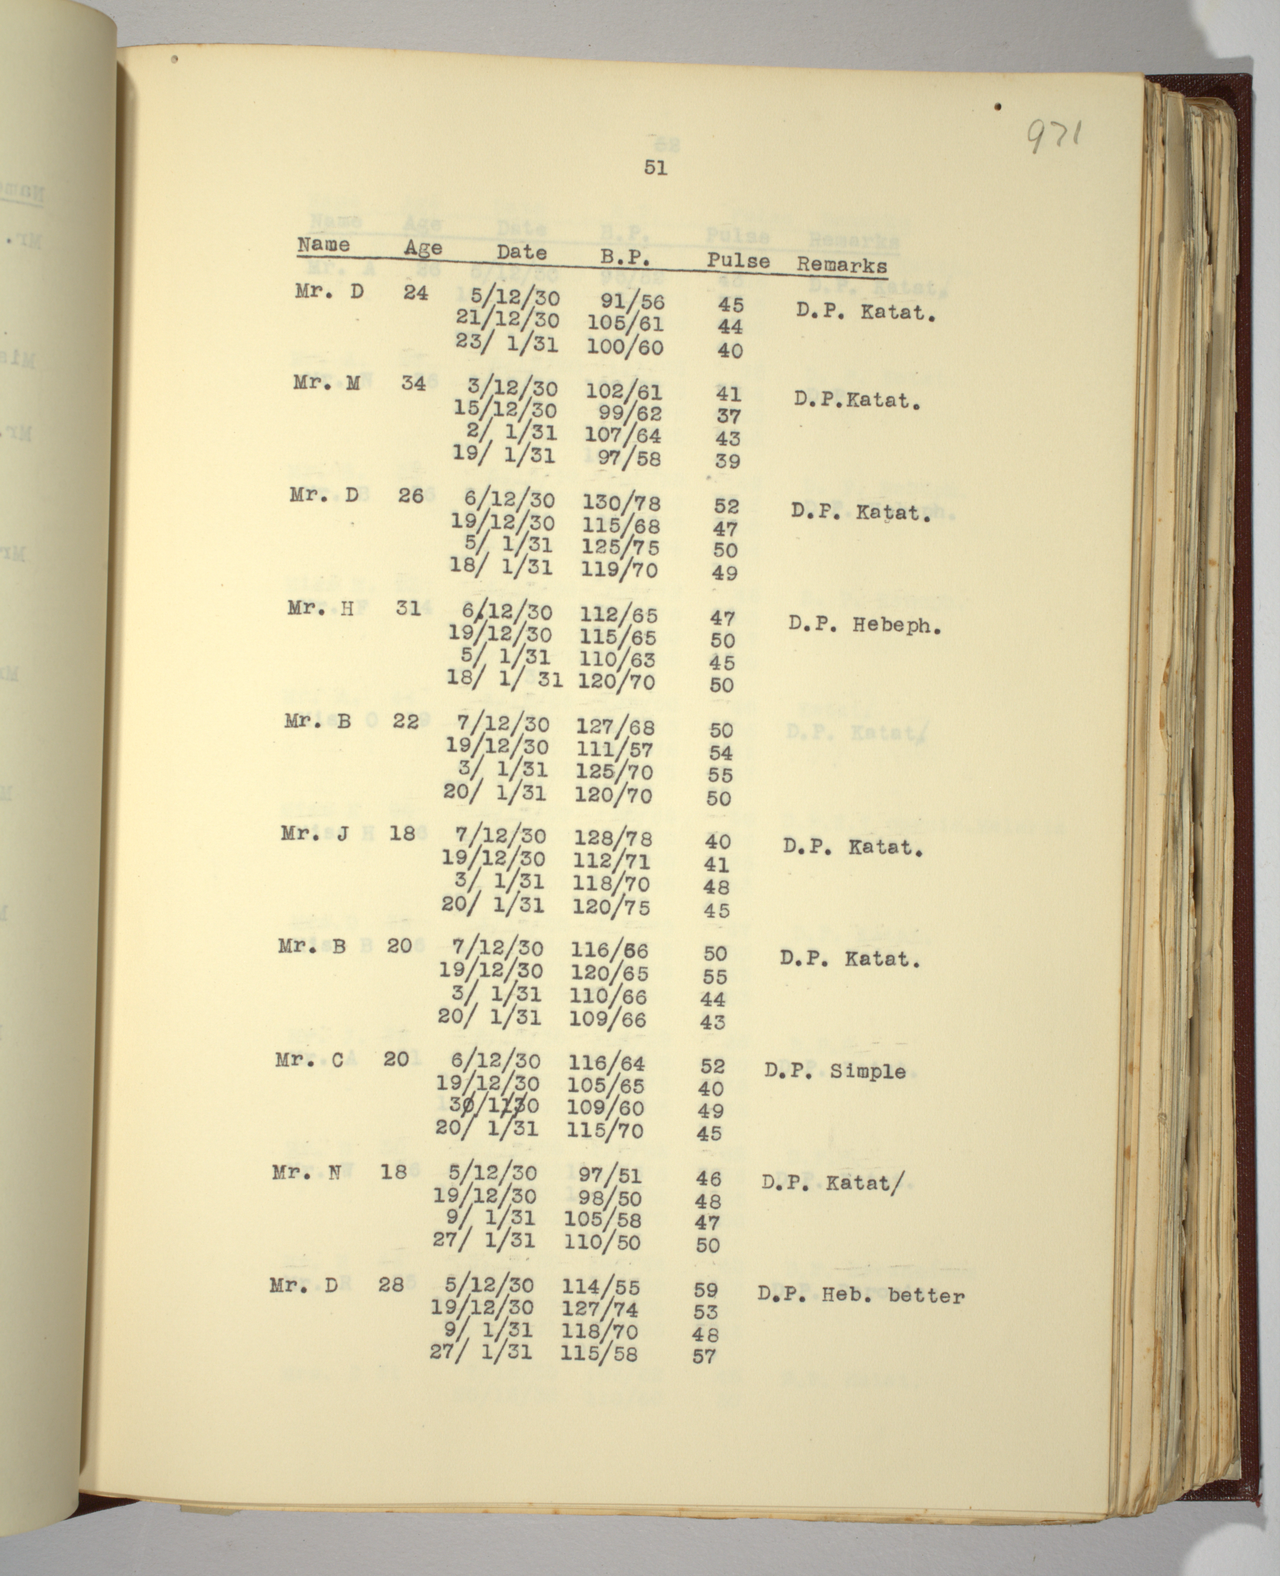 971
51
Name Age Date B.P. Pulse Remarks
Mr. D 24 5/12/30 91/56 45 D.P. Katat.
21/12/30 105/61 44
23/ 1/31 100/60 40
Mr. M 34 3/12/30 102/61 41 D.P.Katat.
15/12/30 99/62 37
2/ 1/31 107/64 43
19/ 1/31 97/58 39
Mr. D 26 6/12/30 130/78 52 D.P. Katat.
19/12/30 115/68 47
5/ 1/31 125/75 50
18/ 1/31 119/70 49
Mr. H 31 6/12/30 112/65 47 D.P. Hebeph.
19/12/30 115/65 50
5/ 1/31 110/63 45
18/ 1/ 31 120/70 50
Mr. B 22 7/12/30 127/68 50
19/12/30 111/57 54
3/ 1/31 125/70 55
20/ 1/31 120/70 50
Mr. J 18 7/12/30 128/78 40 D.P. Katat.
19/12/30 112/71 41
3/ 1/31 118/70 48
20/ 1/31 120/75 45
Mr. B 20 7/12/30 116/66 50 D.P. Katat.
19/12/30 120/65 55
3/ 1/31 110/66 44
20/ 1/31 109/66 43
Mr. C 20 6/12/30 116/64 52 D.P. Simple
19/12/30 105/65 40
109/60 49
20/ 1/31 115/70 45
Mr. N 18 5/12/30 97/51 46 D.P. Katat/
19/12/30 98/50 48
9/ 1/31 105/58 47
27/ 1/31 110/50 50
Mr. D 28 5/12/30 114/55 59 D.P. Heb. better
19/12/30 127/74 53
9/ 1/31 118/70 48
27/ 1/31 115/58 57